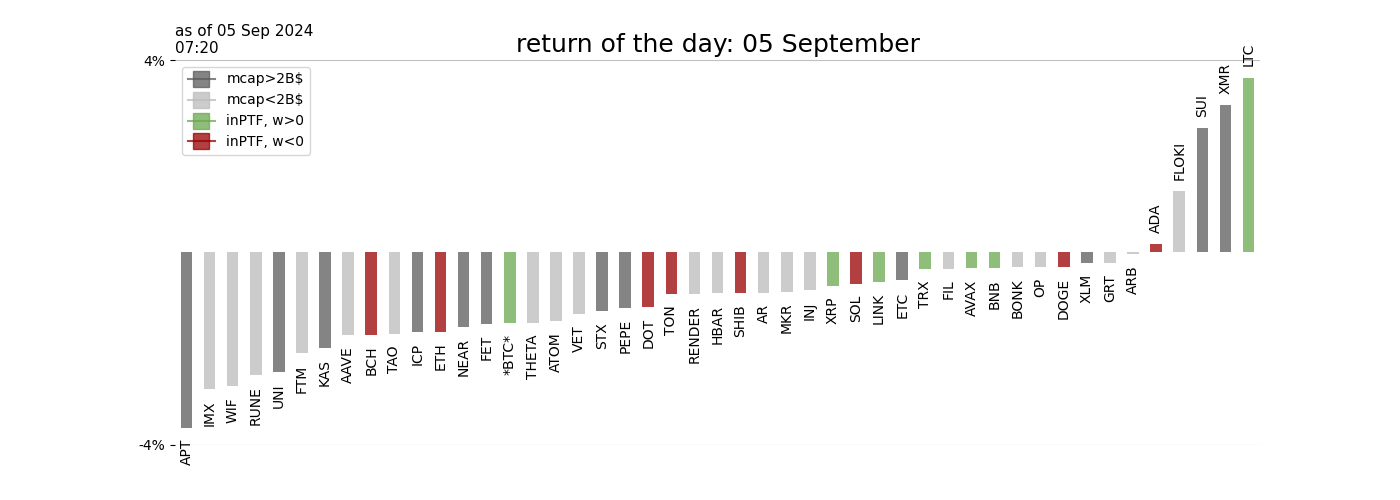 as of 05 Sep 2024
07:20
return of the day: 05 September
4%
mcap>2B$
mcap<2B$
inPTF, w>0
inPTF, w<0
-4%
APT
IMX
WIF
RUNE
UNI
FTM
KAS
AAVE
BCH
TAO
ICP
ETH
NEAR
FET
*BTC*
THETA
ATOM
VET
STX
PEPE
DOT
TON
RENDER
HBAR
SHIB
AR
MKR
INJ
XRP
SOL
LINK
ETC
TRX
FIL
AVAX
BNB
BONK
OP
DOGE
XLM
GRT
ARB
ADA
FLOKI
SUI
XMR
LTC